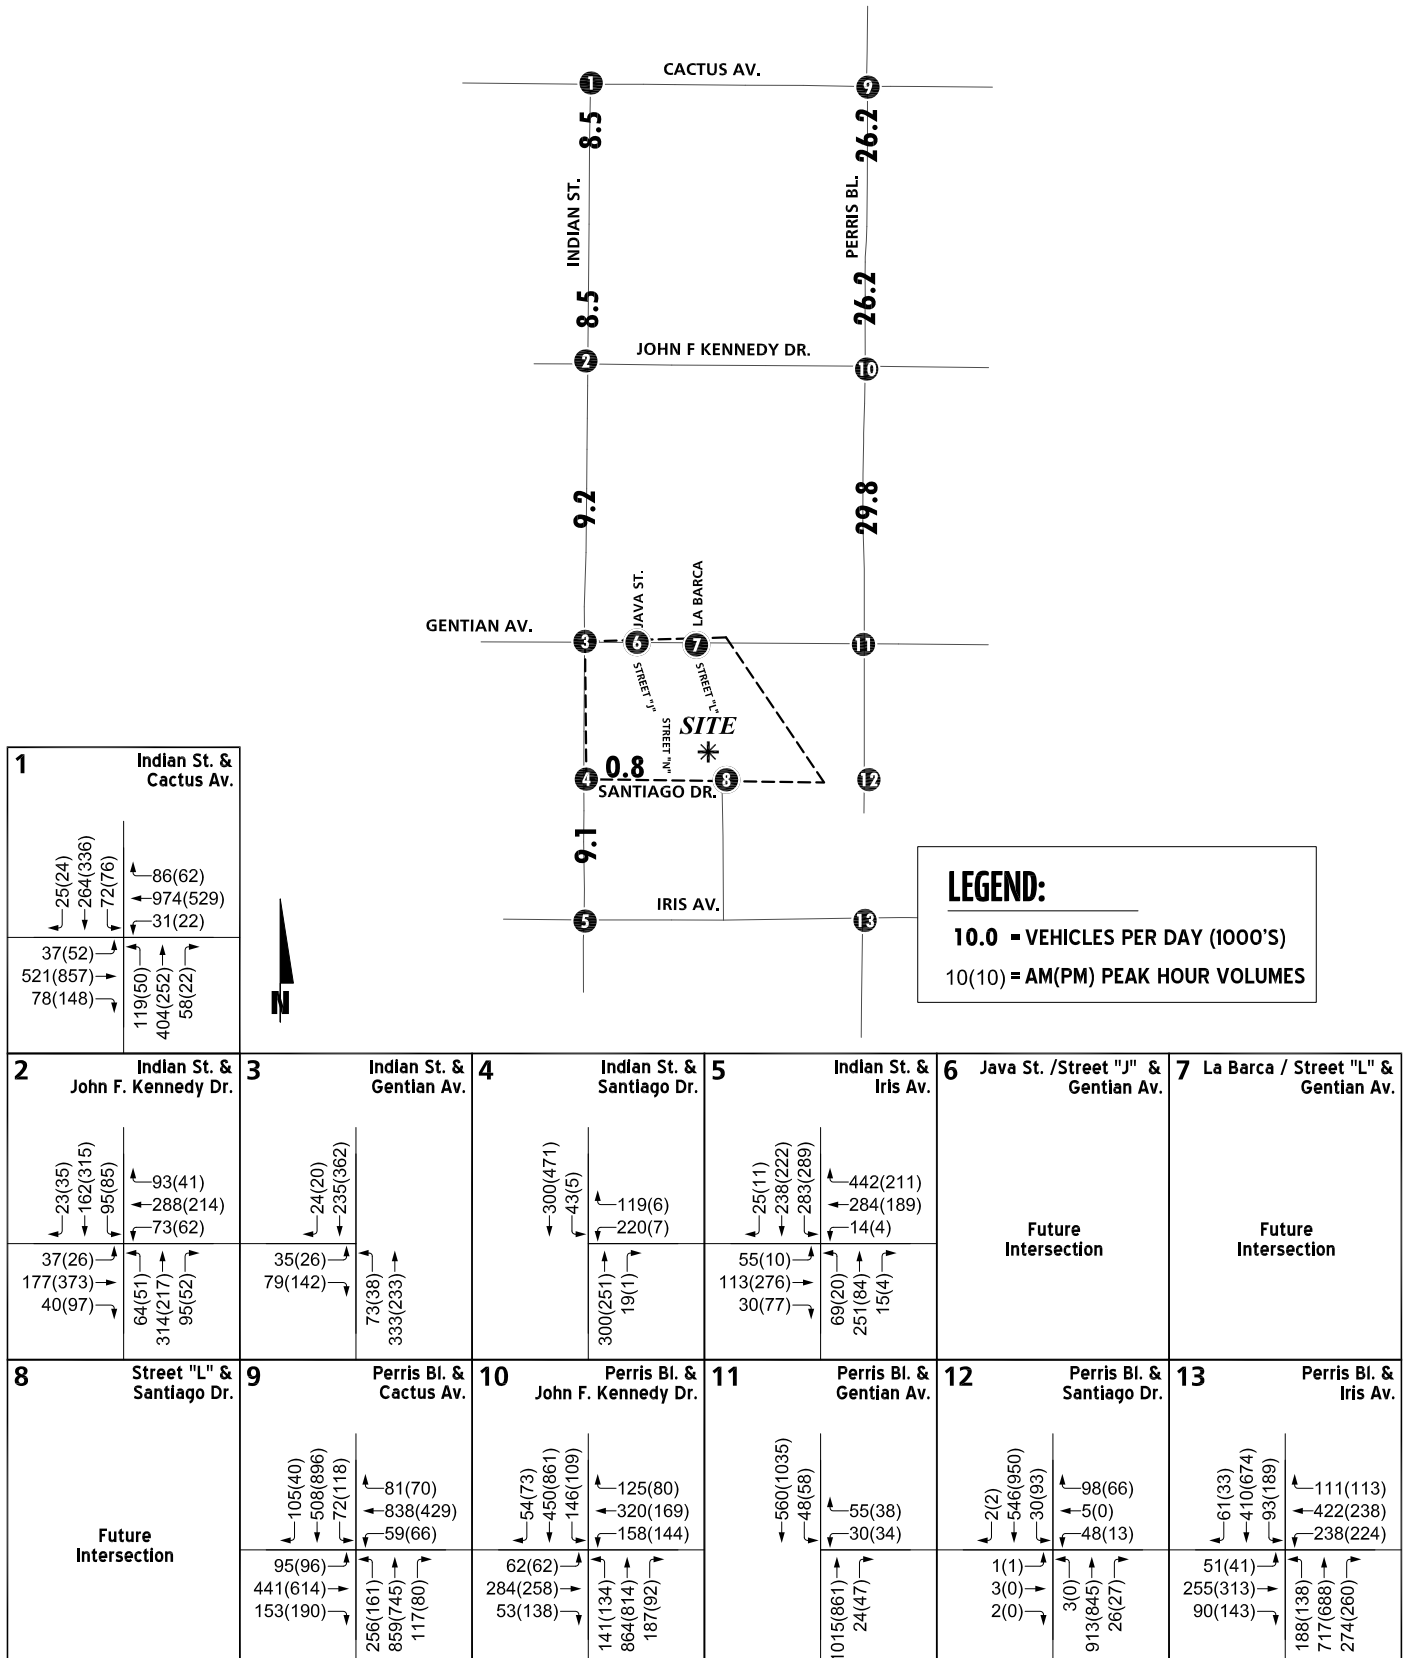 CACTUS AV.
1
9
8.5
26.2
INDIAN ST.
PERRIS BL.
8.5
26.2
JOHN F KENNEDY DR.
2
10
9.2
29.8
JAVA ST.
LA BARCA
GENTIAN AV.
3
6
7
11
STREET "J"
STREET "L"
STREET "N"
SITE
4
0.8
8
12
SANTIAGO DR.
9.1
IRIS AV.
5
13
LEGEND:
10.0 = VEHICLES PER DAY (1000'S)
10(10) = AM(PM) PEAK HOUR VOLUMES
N
1
Indian St. &
Cactus Av.
25(24)
264(336)
72(76)
86(62)
974(529)
31(22)
37(52)
521(857)
78(148)
119(50)
404(252)
58(22)
2
Indian St. &
John F. Kennedy Dr.
23(35)
162(315)
95(85)
93(41)
288(214)
73(62)
37(26)
177(373)
40(97)
64(51)
314(217)
95(52)
3
Indian St. &
Gentian Av.
24(20)
235(362)
35(26)
79(142)
73(38)
333(233)
4
Indian St. &
Santiago Dr.
300(471)
43(5)
119(6)
220(7)
300(251)
19(1)
5
Indian St. &
Iris Av.
25(11)
238(222)
283(289)
442(211)
284(189)
14(4)
55(10)
113(276)
30(77)
69(20)
251(84)
15(4)
6
Java St. /Street "J" &
Gentian Av.
Future
Intersection
7
La Barca / Street "L" &
Gentian Av.
Future
Intersection
8
Street "L" &
Santiago Dr.
Future
Intersection
9
Perris Bl. &
Cactus Av.
105(40)
508(896)
72(118)
81(70)
838(429)
59(66)
95(96)
441(614)
153(190)
256(161)
859(745)
117(80)
10
Perris Bl. &
John F. Kennedy Dr.
54(73)
450(861)
146(109)
125(80)
320(169)
158(144)
62(62)
284(258)
53(138)
141(134)
864(814)
187(92)
11
Perris Bl. &
Gentian Av.
560(1035)
48(58)
55(38)
30(34)
1015(861)
24(47)
12
Perris Bl. &
Santiago Dr.
2(2)
546(950)
30(93)
98(66)
5(0)
48(13)
1(1)
3(0)
2(0)
3(0)
913(845)
26(27)
13
Perris Bl. &
Iris Av.
61(33)
410(674)
93(189)
111(113)
422(238)
238(224)
51(41)
255(313)
90(143)
188(138)
717(688)
274(260)